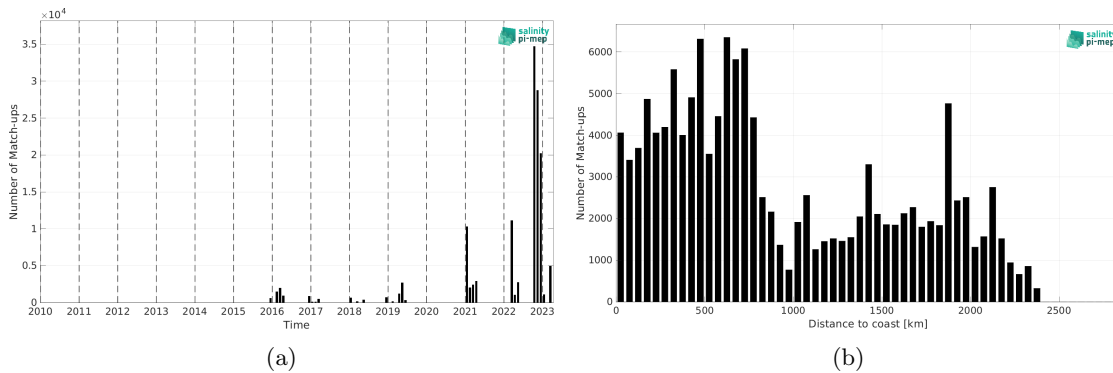 ×10⁴
salinity
pi-mep
3.5
3
2.5
2
1.5
1
0.5
0
Number of Match-ups
2010 2011 2012 2013 2014 2015 2016 2017 2018 2019 2020 2021 2022 2023
Time
(a)
salinity
pi-mep
6000
5000
4000
3000
2000
1000
0
Number of Match-ups
0 500 1000 1500 2000 2500
Distance to coast [km]
(b)